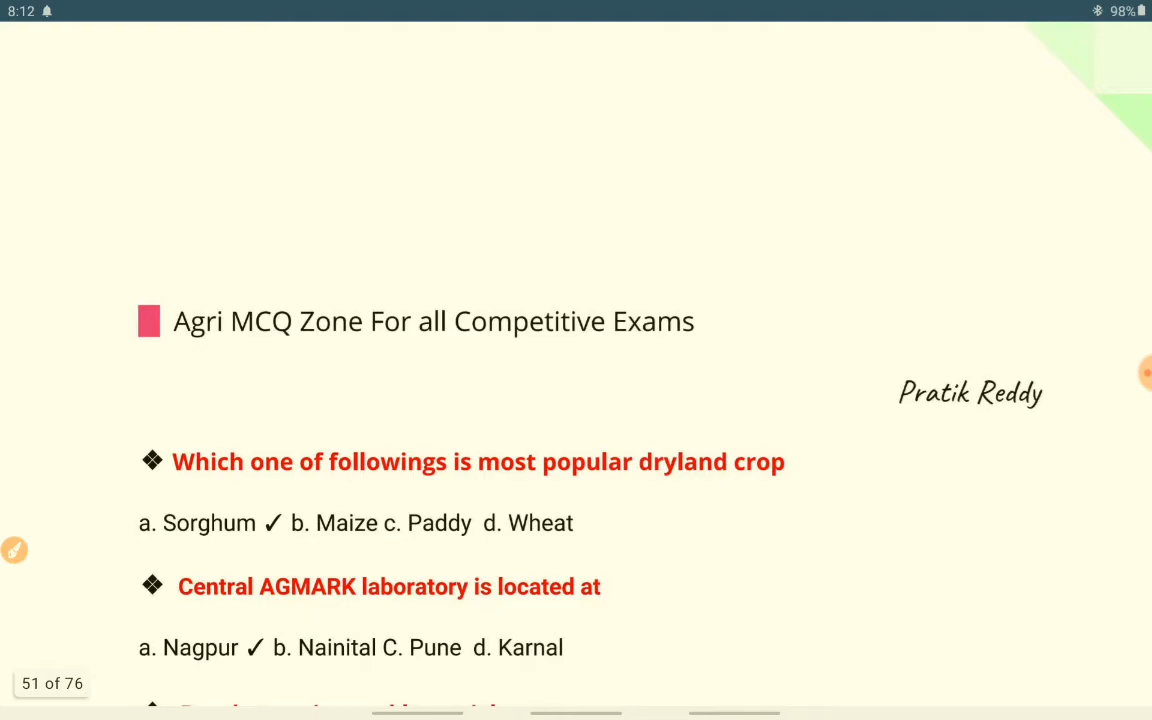 8:12 98%
Agri MCQ Zone For all Competitive Exams
Pratik Reddy
❖ Which one of followings is most popular dryland crop
a. Sorghum ✓ b. Maize c. Paddy d. Wheat
❖ Central AGMARK laboratory is located at
a. Nagpur ✓ b. Nainital C. Pune d. Karnal
51 of 76